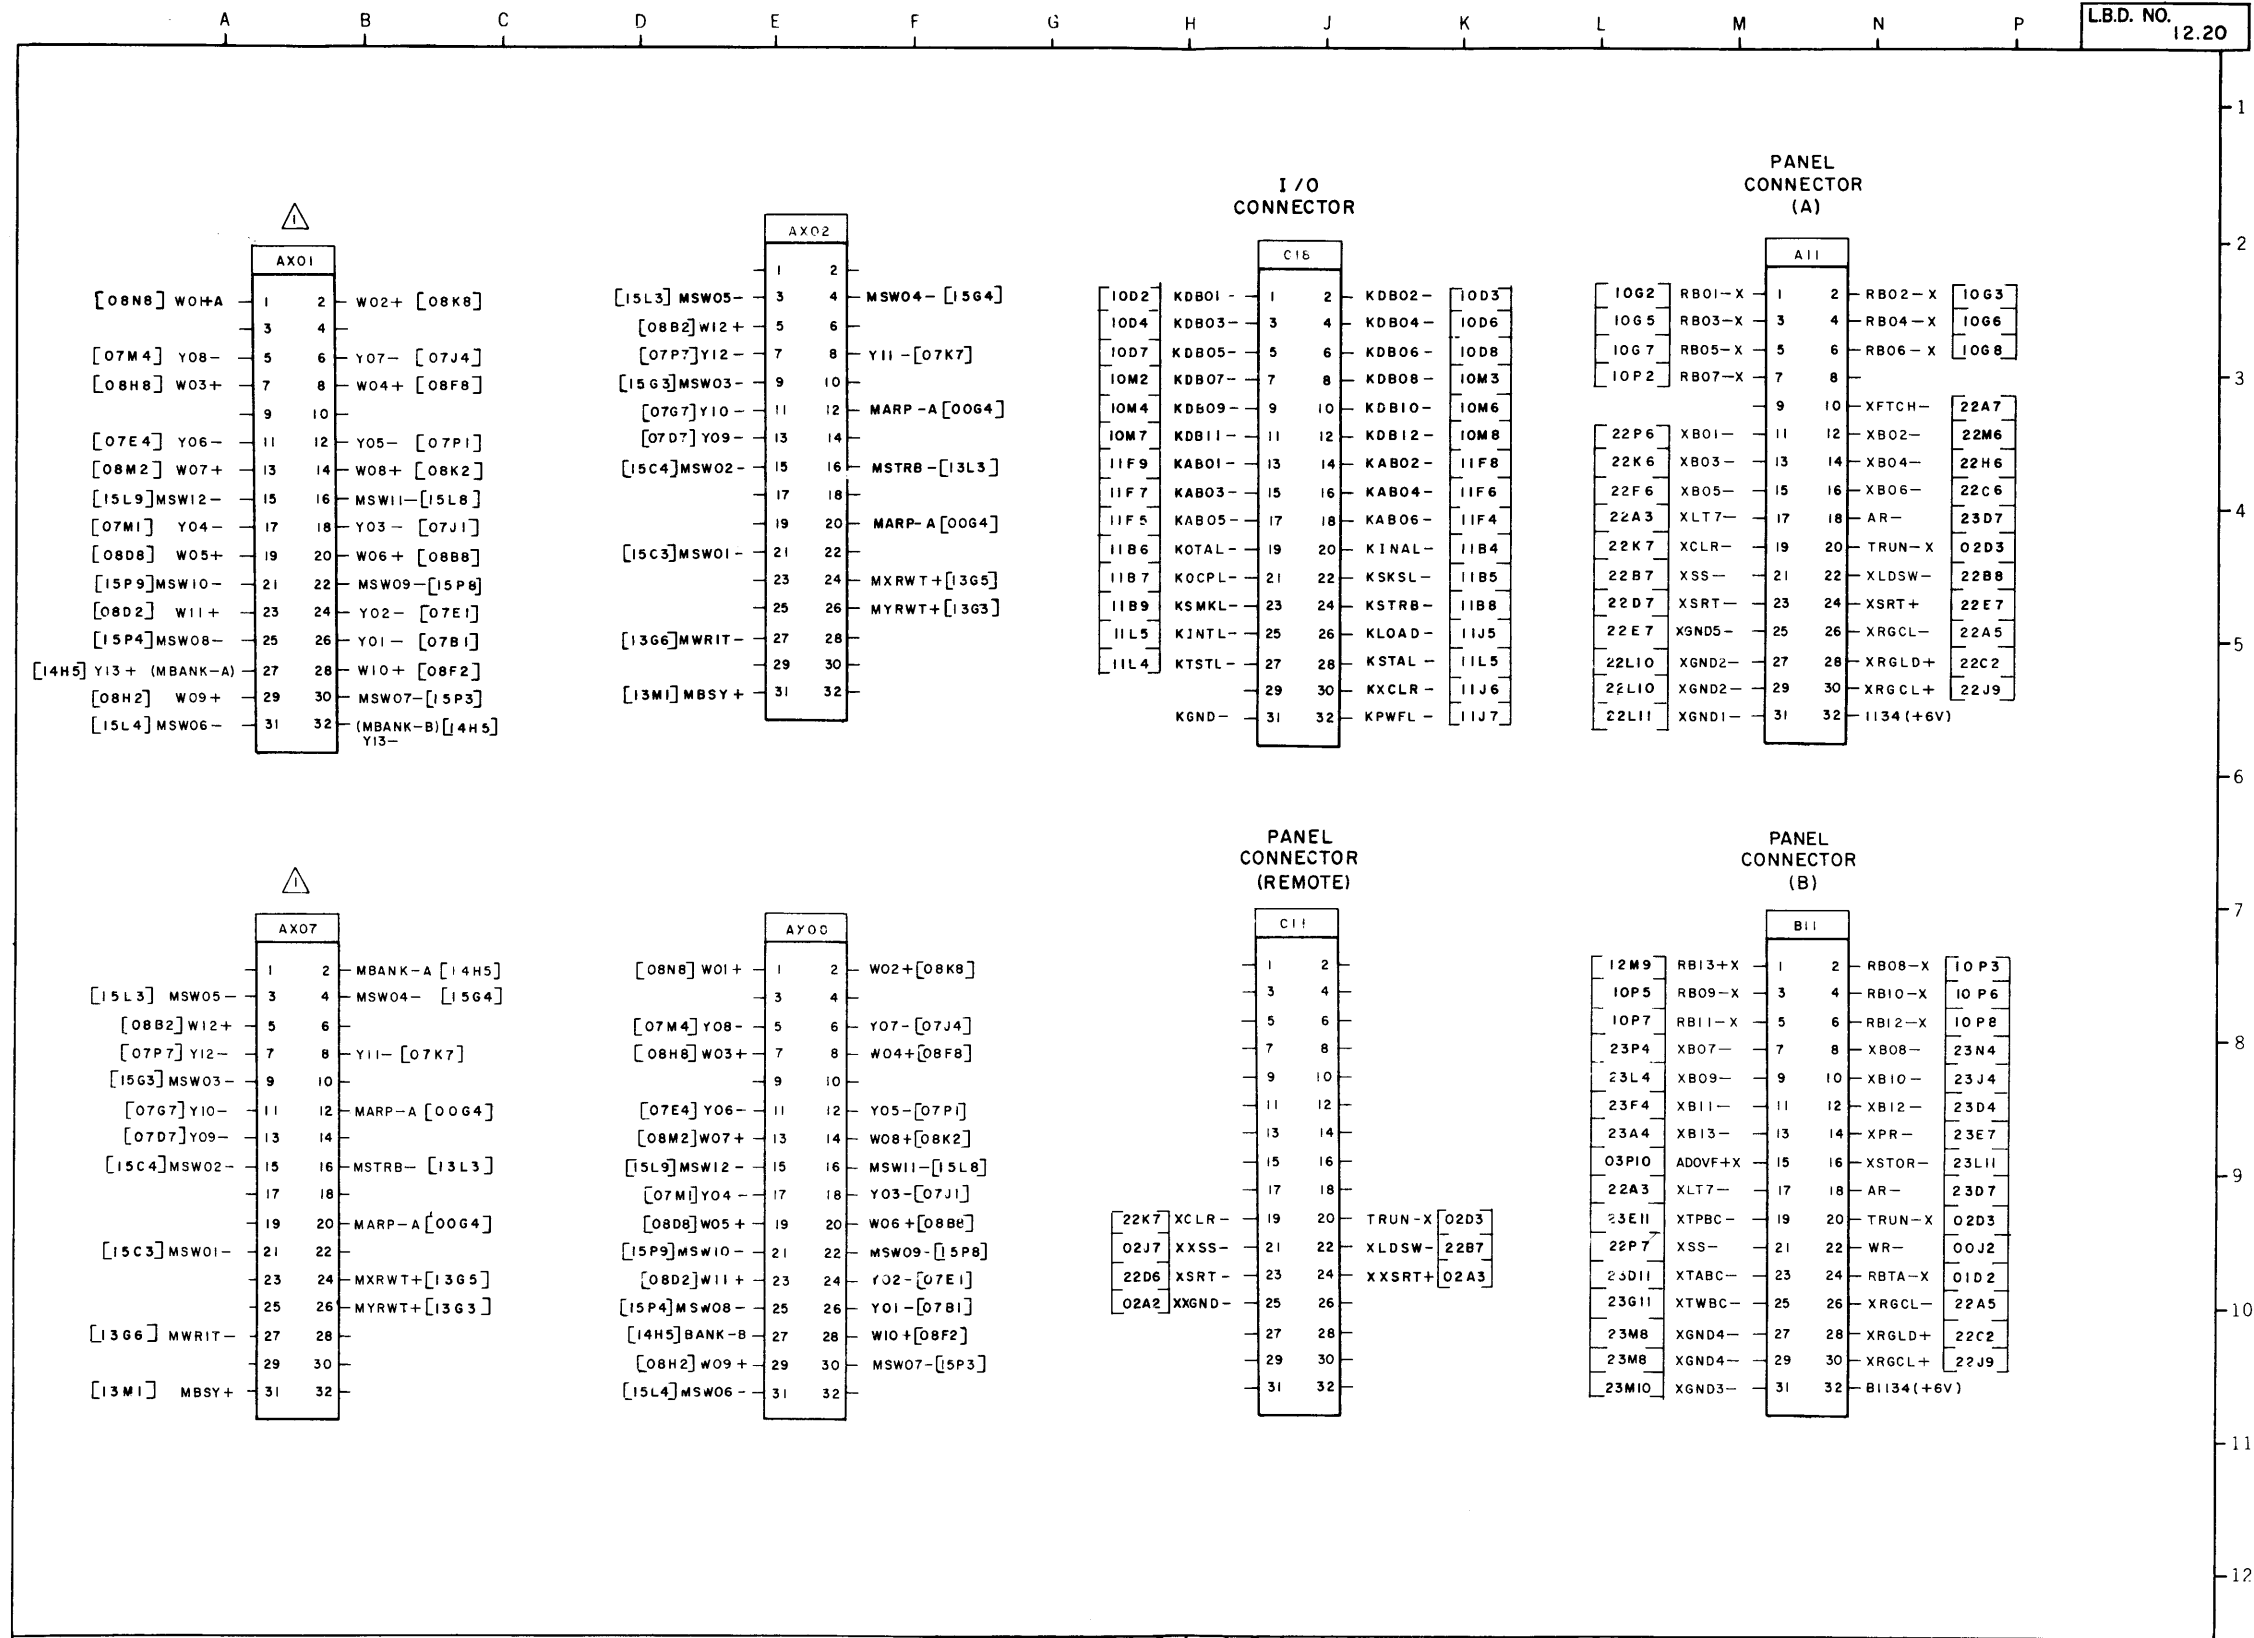 A B C D E F G H J K L M N P
L.B.D. NO.
12.20
1
2
3
4
5
6
7
8
9
10
11
12
1
AX01
[08N8] W01+A 1 2 W02+ [08K8]
3 4
[07M4] Y08- 5 6 Y07- [07J4]
[08H8] W03+ 7 8 W04+ [08F8]
9 10
[07E4] Y06- 11 12 Y05- [07P1]
[08M2] W07+ 13 14 W08+ [08K2]
[15L9] MSW12- 15 16 MSW11- [15L8]
[07M1] Y04- 17 18 Y03- [07J1]
[08D8] W05+ 19 20 W06+ [08B8]
[15P9] MSW10- 21 22 MSW09- [15P8]
[08D2] W11+ 23 24 Y02- [07E1]
[15P4] MSW08- 25 26 Y01- [07B1]
[14H5] Y13+ (MBANK-A) 27 28 W10+ [08F2]
[08H2] W09+ 29 30 MSW07- [15P3]
[15L4] MSW06- 31 32 (MBANK-B) [14H5]
Y13-
AX02
1 2
[15L3] MSW05- 3 4 MSW04- [15G4]
[08B2] W12+ 5 6
[07P7] Y12- 7 8 Y11- [07K7]
[15G3] MSW03- 9 10
[07G7] Y10- 11 12 MARP-A [00G4]
[07D7] Y09- 13 14
[15C4] MSW02- 15 16 MSTRB- [13L3]
17 18
19 20 MARP-A [00G4]
[15C3] MSW01- 21 22
23 24 MXRWT+ [13G5]
25 26 MYRWT+ [13G3]
[13G6] MWRIT- 27 28
29 30
[13M1] MBSY+ 31 32
I/O
CONNECTOR
C18
[10D2] KDB01- 1 2 KDB02- [10D3]
[10D4] KDB03- 3 4 KDB04- [10D6]
[10D7] KDB05- 5 6 KDB06- [10D8]
[10M2] KDB07- 7 8 KDB08- [10M3]
[10M4] KDB09- 9 10 KDB10- [10M6]
[10M7] KDB11- 11 12 KDB12- [10M8]
[11F9] KAB01- 13 14 KAB02- [11F8]
[11F7] KAB03- 15 16 KAB04- [11F6]
[11F5] KAB05- 17 18 KAB06- [11F4]
[11B6] KOTAL- 19 20 KINAL- [11B4]
[11B7] KOCPL- 21 22 KSKSL- [11B5]
[11B9] KSMKL- 23 24 KSTRB- [11B8]
[11L5] KINTL- 25 26 KLOAD- [11J5]
[11L4] KTSTL- 27 28 KSTAL- [11L5]
29 30 KXCLR- [11J6]
KGND- 31 32 KPWFL- [11J7]
PANEL
CONNECTOR
(A)
A11
[10G2] RB01-X 1 2 RB02-X [10G3]
[10G5] RB03-X 3 4 RB04-X [10G6]
[10G7] RB05-X 5 6 RB06-X [10G8]
[10P2] RB07-X 7 8
9 10 XFTCH- [22A7]
[22P6] XB01- 11 12 XB02- [22M6]
[22K6] XB03- 13 14 XB04- [22H6]
[22F6] XB05- 15 16 XB06- [22C6]
[22A3] XLT7- 17 18 AR- [23D7]
[22K7] XCLR- 19 20 TRUN-X [02D3]
[22B7] XSS- 21 22 XLDSW- [22B8]
[22D7] XSRT- 23 24 XSRT+ [22E7]
[22E7] XGND5- 25 26 XRGCL- [22A5]
[22L10] XGND2- 27 28 XRGLD+ [22C2]
[22L10] XGND2- 29 30 XRGCL+ [22J9]
[22L11] XGND1- 31 32 1134(+6V)
1
AX07
1 2 MBANK-A [14H5]
[15L3] MSW05- 3 4 MSW04- [15G4]
[08B2] W12+ 5 6
[07P7] Y12- 7 8 Y11- [07K7]
[15G3] MSW03- 9 10
[07G7] Y10- 11 12 MARP-A [00G4]
[07D7] Y09- 13 14
[15C4] MSW02- 15 16 MSTRB- [13L3]
17 18
19 20 MARP-A [00G4]
[15C3] MSW01- 21 22
23 24 MXRWT+ [13G5]
25 26 MYRWT+ [13G3]
[13G6] MWRIT- 27 28
29 30
[13M1] MBSY+ 31 32
AY00
[08N8] W01+ 1 2 W02+ [08K8]
3 4
[07M4] Y08- 5 6 Y07- [07J4]
[08H8] W03+ 7 8 W04+ [08F8]
9 10
[07E4] Y06- 11 12 Y05- [07P1]
[08M2] W07+ 13 14 W08+ [08K2]
[15L9] MSW12- 15 16 MSW11- [15L8]
[07M1] Y04- 17 18 Y03- [07J1]
[08D8] W05+ 19 20 W06+ [08B8]
[15P9] MSW10- 21 22 MSW09- [15P8]
[08D2] W11+ 23 24 Y02- [07E1]
[15P4] MSW08- 25 26 Y01- [07B1]
[14H5] BANK-B 27 28 W10+ [08F2]
[08H2] W09+ 29 30 MSW07- [15P3]
[15L4] MSW06- 31 32
PANEL
CONNECTOR
(REMOTE)
C11
1 2
3 4
5 6
7 8
9 10
11 12
13 14
15 16
17 18
[22K7] XCLR- 19 20 TRUN-X [02D3]
[02J7] XXSS- 21 22 XLDSW- [22B7]
[22D6] XSRT- 23 24 XXSRT+ [02A3]
[02A2] XXGND- 25 26
27 28
29 30
31 32
PANEL
CONNECTOR
(B)
B11
[12M9] RB13+X 1 2 RB08-X [10P3]
[10P5] RB09-X 3 4 RB10-X [10P6]
[10P7] RB11-X 5 6 RB12-X [10P8]
[23P4] XB07- 7 8 XB08- [23N4]
[23L4] XB09- 9 10 XB10- [23J4]
[23F4] XB11- 11 12 XB12- [23D4]
[23A4] XB13- 13 14 XPR- [23E7]
[03P10] ADOVF+X 15 16 XSTOR- [23L11]
[22A3] XLT7- 17 18 AR- [23D7]
[23E11] XTPBC- 19 20 TRUN-X [02D3]
[22P7] XSS- 21 22 WR- [00J2]
[23D11] XTABC- 23 24 RBTA-X [01D2]
[23G11] XTWBC- 25 26 XRGCL- [22A5]
[23M8] XGND4- 27 28 XRGLD+ [22C2]
[23M8] XGND4- 29 30 XRGCL+ [22J9]
[23M10] XGND3- 31 32 B1134(+6V)